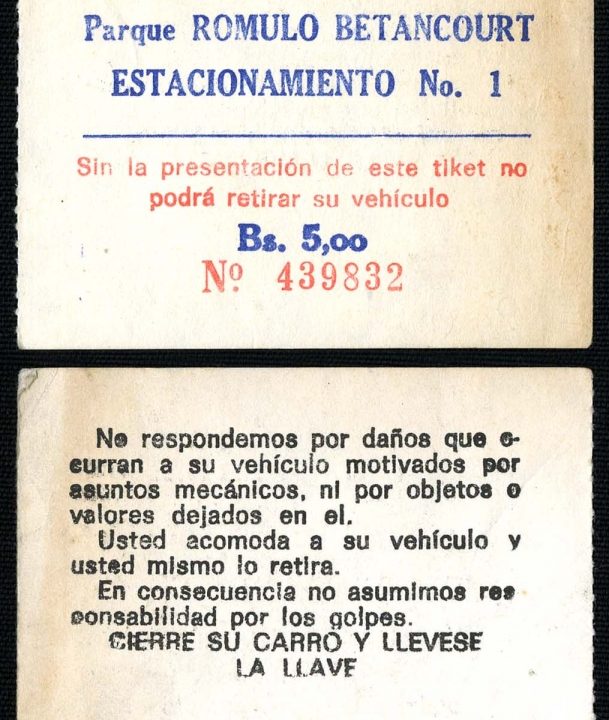 Parque ROMULO BETANCOURT
ESTACIONAMIENTO No. 1
Sin la presentación de este tiket no
podrá retirar su vehículo
Bs. 5,oo
Nº 439832
No respondemos por daños que o-
curran a su vehículo motivados por
asuntos mecánicos, ni por objetos o
valores dejados en el.
Usted acomoda a su vehículo y
usted mismo lo retira.
En consecuencia no asumimos res
ponsabilidad por los golpes.
CIERRE SU CARRO Y LLEVESE
LA LLAVE